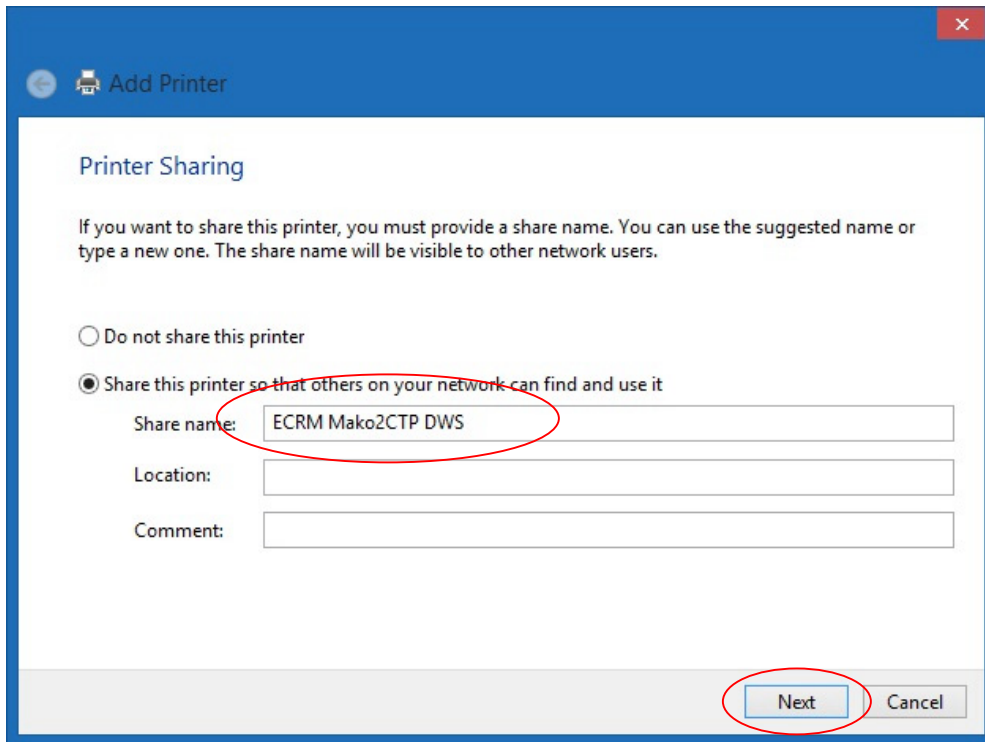 Add Printer
Printer Sharing
If you want to share this printer, you must provide a share name. You can use the suggested name or
type a new one. The share name will be visible to other network users.
Do not share this printer
Share this printer so that others on your network can find and use it
Share name: ECRM Mako2CTP DWS
Location:
Comment:
Next Cancel